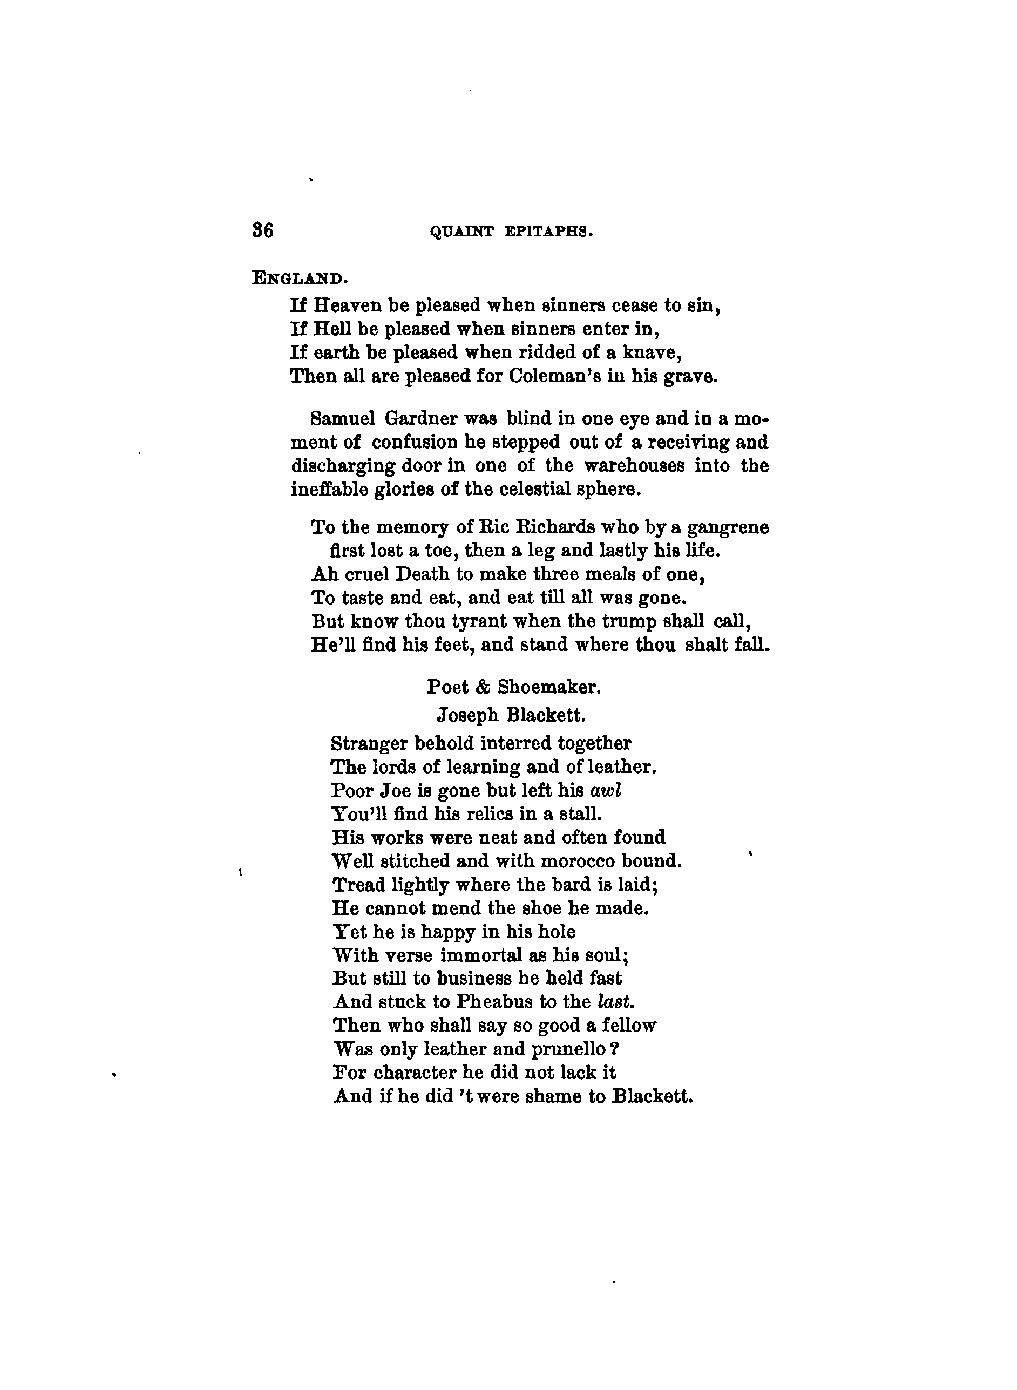 36 QUAINT EPITAPHS.
ENGLAND.
If Heaven be pleased when sinners cease to sin,
If Hell be pleased when sinners enter in,
If earth be pleased when ridded of a knave,
Then all are pleased for Coleman's in his grave.
Samuel Gardner was blind in one eye and in a mo-
ment of confusion he stepped out of a receiving and
discharging door in one of the warehouses into the
ineffable glories of the celestial sphere.
To the memory of Ric Richards who by a gangrene
first lost a toe, then a leg and lastly his life.
Ah cruel Death to make three meals of one,
To taste and eat, and eat till all was gone.
But know thou tyrant when the trump shall call,
He'll find his feet, and stand where thou shalt fall.
Poet & Shoemaker.
Joseph Blackett.
Stranger behold interred together
The lords of learning and of leather.
Poor Joe is gone but left his awl
You'll find his relics in a stall.
His works were neat and often found
Well stitched and with morocco bound.
Tread lightly where the bard is laid;
He cannot mend the shoe he made.
Yet he is happy in his hole
With verse immortal as his soul;
But still to business he held fast
And stuck to Pheabus to the last.
Then who shall say so good a fellow
Was only leather and prunello?
For character he did not lack it
And if he did 't were shame to Blackett.